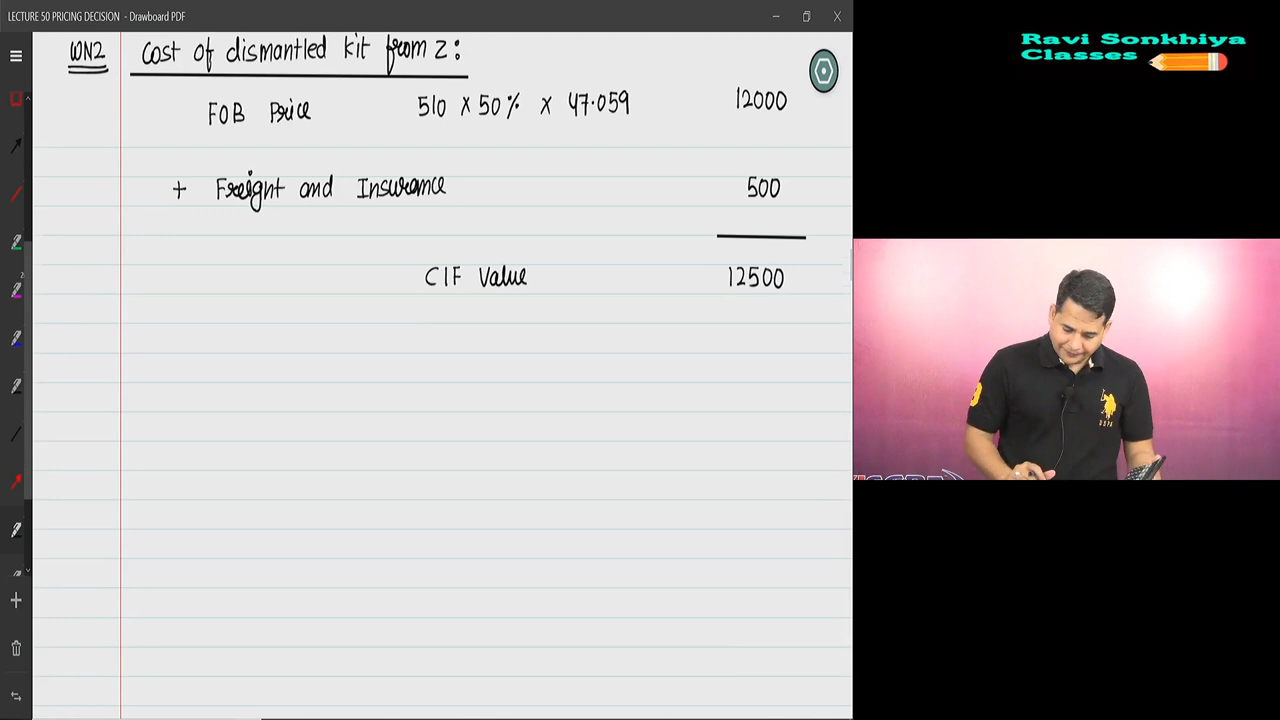 LECTURE 50 PRICING DECISION - Drawboard PDF
Ravi Sonkhiya
Classes
WN2 Cost of dismantled kit from Z:
FOB Price 510 x 50% x 47.059 12000
+ Freight and Insurance 500
CIF Value 12500
USPA